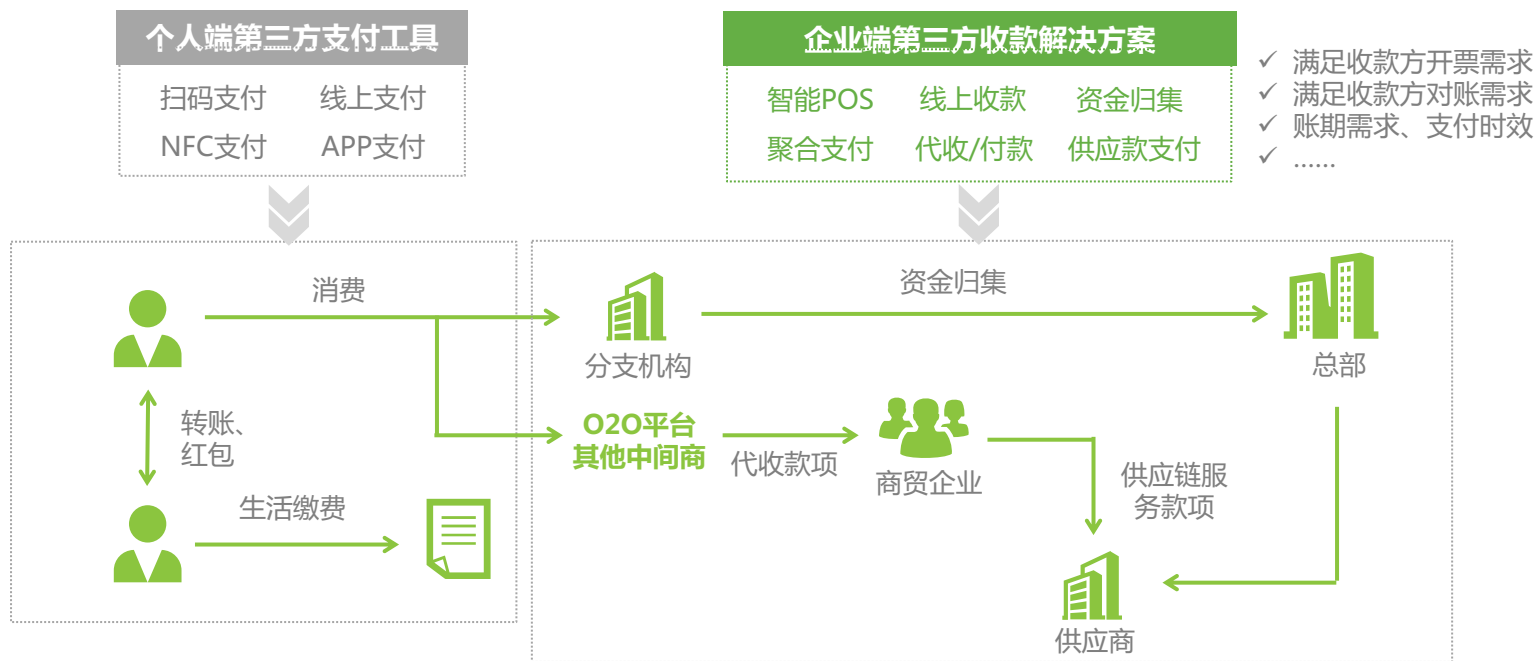 个人端第三方支付工具
扫码支付 线上支付
NFC支付 APP支付
企业端第三方收款解决方案
智能POS 线上收款 资金归集
聚合支付 代收/付款 供应款支付
✓ 满足收款方开票需求
✓ 满足收款方对账需求
✓ 账期需求、支付时效
✓ ……
消费
转账、
红包
生活缴费
资金归集
分支机构
总部
O2O平台
其他中间商
代收款项
商贸企业
供应链服
务款项
供应商